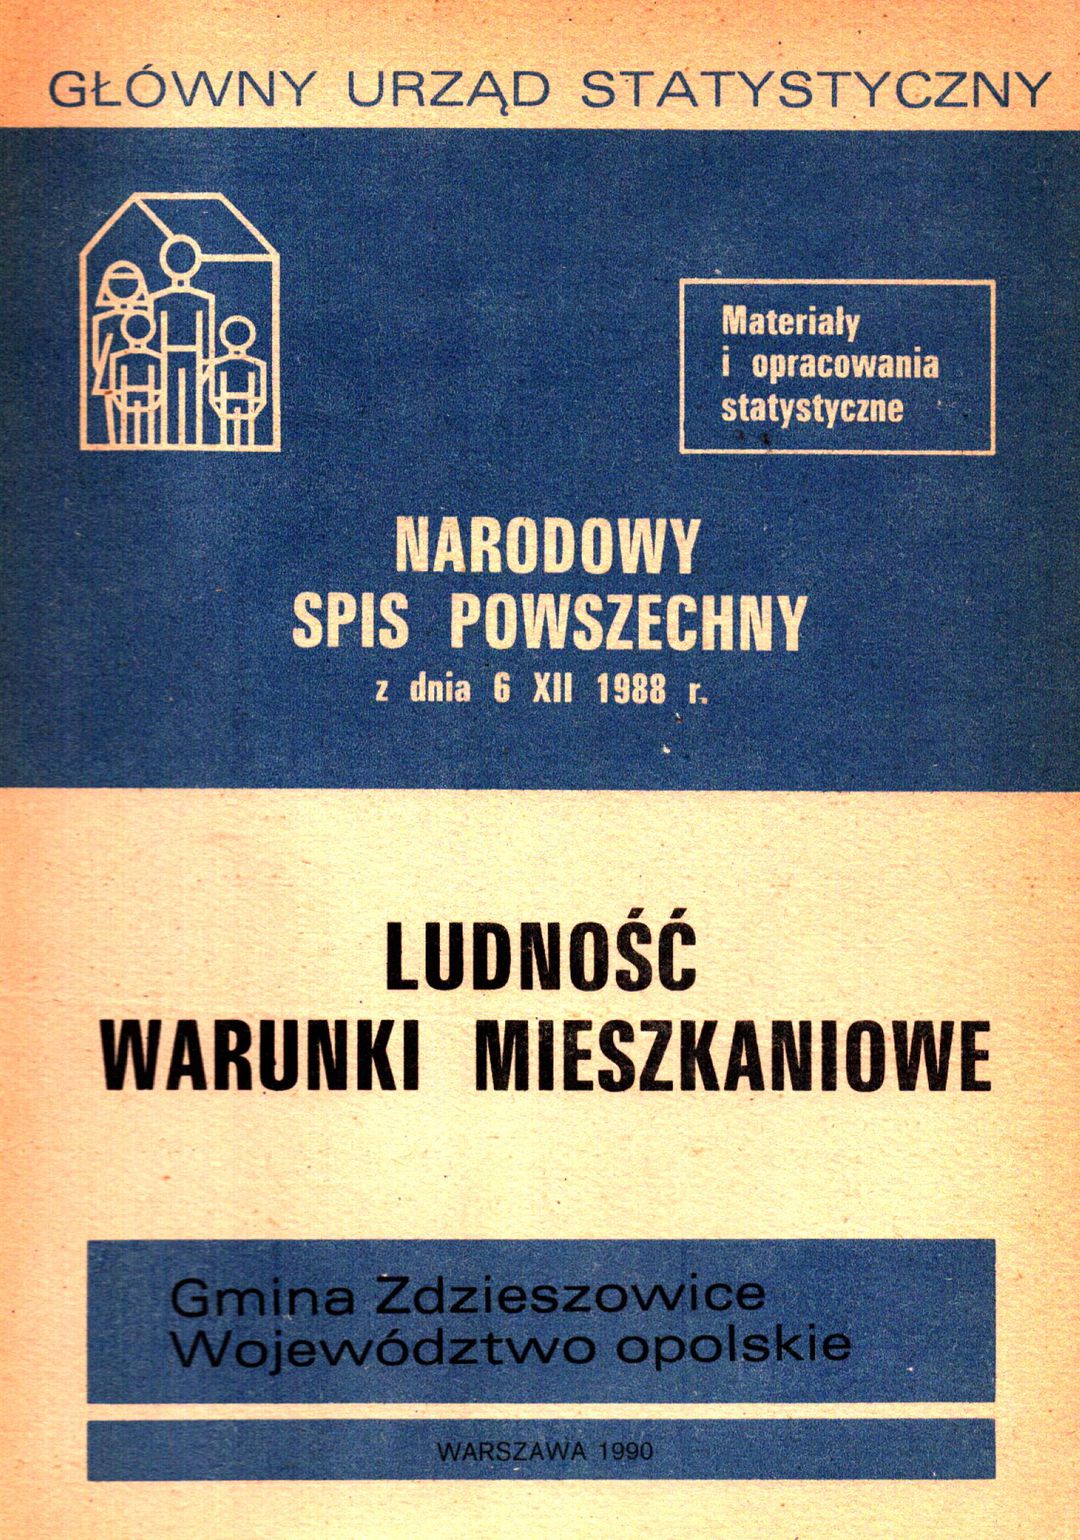 GŁÓWNY URZĄD STATYSTYCZNY
Materiały
i opracowania
statystyczne
NARODOWY
SPIS POWSZECHNY
z dnia 6 XII 1988 r.
LUDNOŚĆ
WARUNKI MIESZKANIOWE
Gmina Zdzieszowice
Województwo opolskie
WARSZAWA 1990